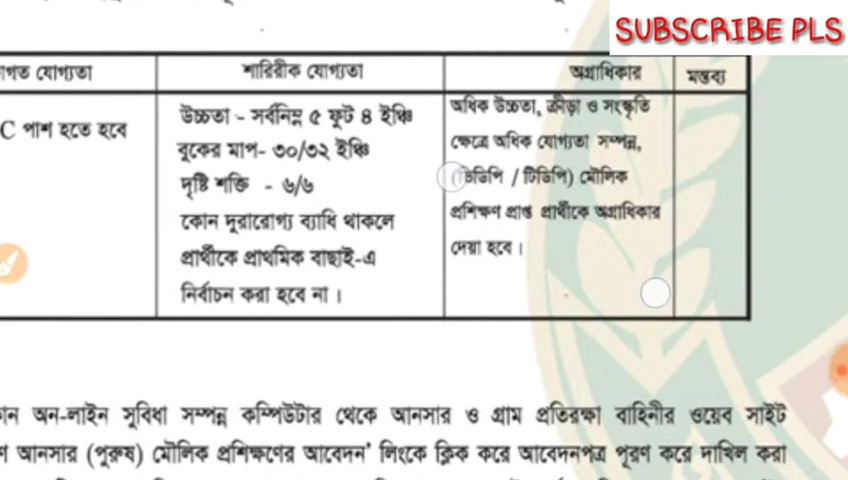 SUBSCRIBE PLS
যোগ্যতা
শারিরীক যোগ্যতা
অগ্রাধিকার
মন্তব্য
C পাশ হতে হবে
উচ্চতা - সর্বনিম্ন ৫ ফুট ৪ ইঞ্চি
বুকের মাপ- ৩০/৩২ ইঞ্চি
দৃষ্টি শক্তি - ৬/৬
কোন দুরারোগ্য ব্যাধি থাকলে
প্রার্থীকে প্রাথমিক বাছাই-এ
নির্বাচন করা হবে না ।
অধিক উচ্চতা, ক্রীড়া ও সংস্কৃতি
ক্ষেত্রে অধিক যোগ্যতা সম্পন্ন,
(ভিডিপি / টিডিপি) মৌলিক
প্রশিক্ষণ প্রাপ্ত প্রার্থীকে অগ্রাধিকার
দেয়া হবে ।
অন-লাইন সুবিধা সম্পন্ন কম্পিউটার থেকে আনসার ও গ্রাম প্রতিরক্ষা বাহিনীর ওয়েব সাইট
আনসার (পুরুষ) মৌলিক প্রশিক্ষণের আবেদন’ লিংকে ক্লিক করে আবেদনপত্র পূরণ করে দাখিল করা